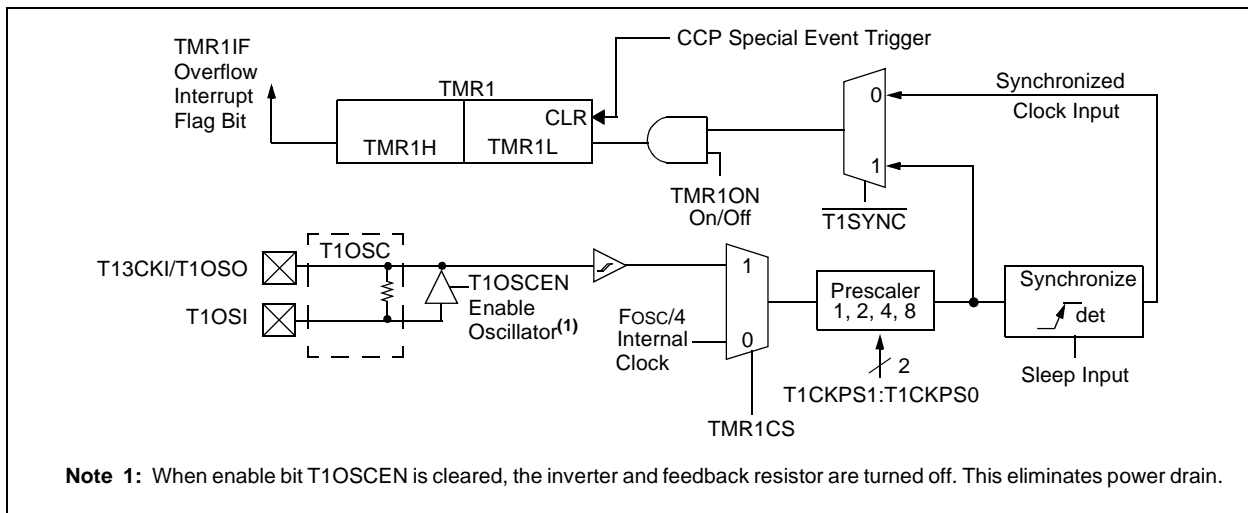 TMR1IF
Overflow
Interrupt
Flag Bit
TMR1
CCP Special Event Trigger
CLR
TMR1H
TMR1L
TMR1ON
On/Off
0
1
T1SYNC
Synchronized
Clock Input
T13CKI/T1OSO
T1OSI
T1OSC
T1OSCEN
Enable
Oscillator(1)
FOSC/4
Internal
Clock
1
0
TMR1CS
Prescaler
1, 2, 4, 8
2
T1CKPS1:T1CKPS0
Synchronize
det
Sleep Input
Note 1: When enable bit T1OSCEN is cleared, the inverter and feedback resistor are turned off. This eliminates power drain.